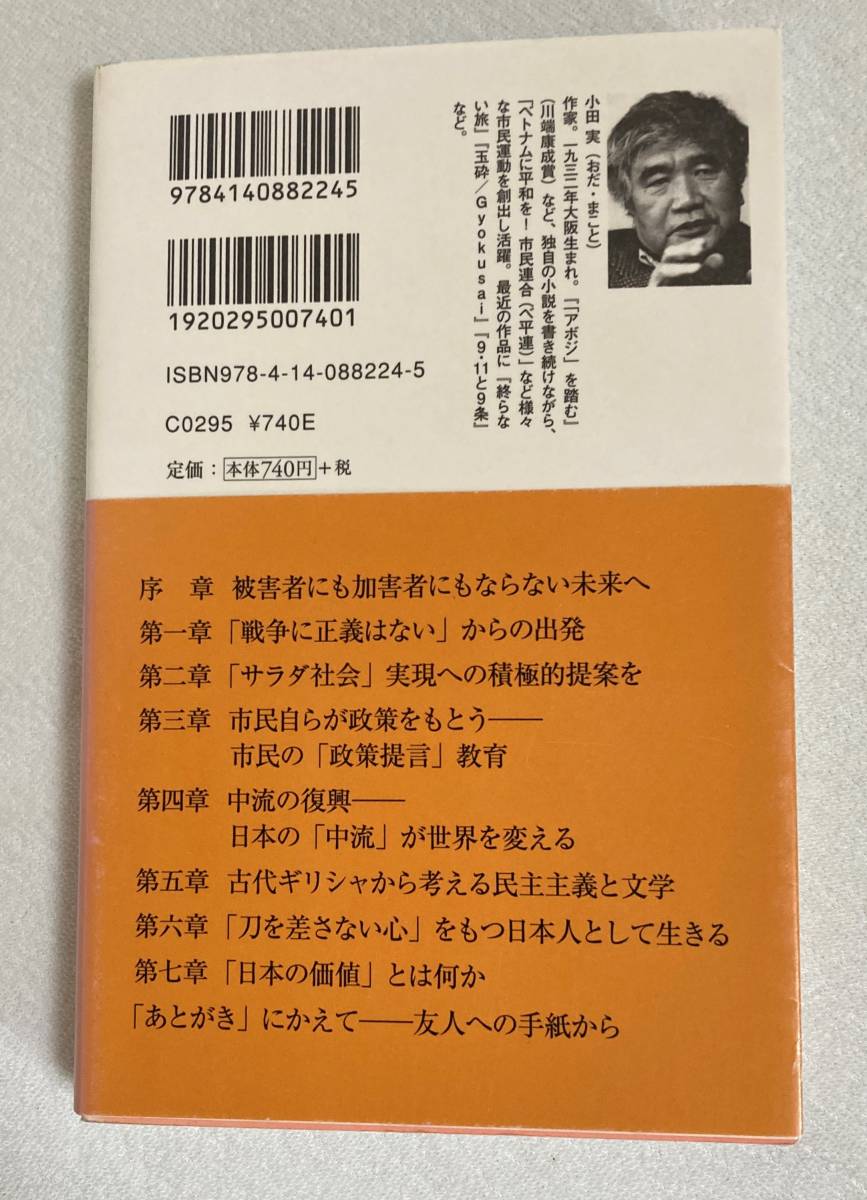 9784140882245
1920295007401
ISBN978-4-14-088224-5
C0295 ¥740E
定価：本体740円+税
小田 実（おだ・まこと）
作家。一九三二年大阪生まれ。『「アボジ」を踏む』
（川端康成賞）など、独自の小説を書き続けながら、
「ベトナムに平和を！ 市民連合（ベ平連）」など様々
な市民運動を創出し活躍。最近の作品に『終らな
い旅』『玉砕／Gyokusai』『9・11と9条』
など。
序　章　被害者にも加害者にもならない未来へ
第一章 「戦争に正義はない」からの出発
第二章 「サラダ社会」実現への積極的提案を
第三章　市民自らが政策をもとう――
市民の「政策提言」教育
第四章　中流の復興――
日本の「中流」が世界を変える
第五章　古代ギリシャから考える民主主義と文学
第六章 「刀を差さない心」をもつ日本人として生きる
第七章 「日本の価値」とは何か
「あとがき」にかえて――友人への手紙から